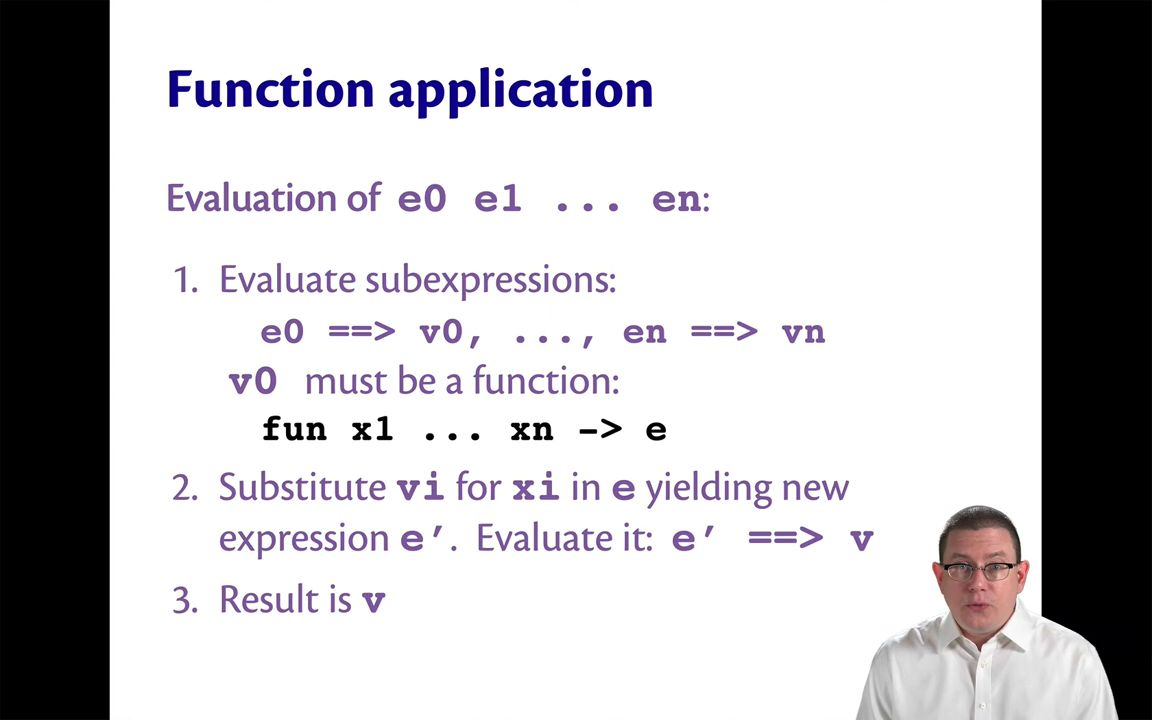 Function application
Evaluation of e0 e1 ... en:
1. Evaluate subexpressions:
e0 ==> v0, ..., en ==> vn
v0 must be a function:
fun x1 ... xn -> e
2. Substitute vi for xi in e yielding new
expression e’. Evaluate it: e’ ==> v
3. Result is v